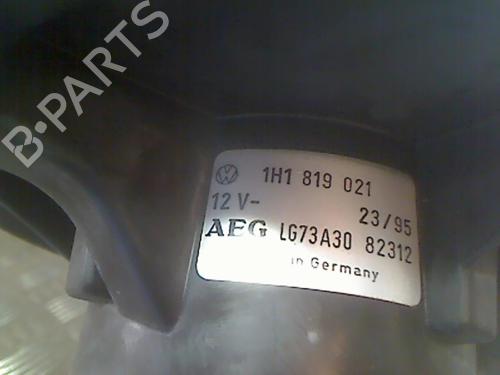 B-PARTS
1H1 819 021
12 V-
23/95
AEG LG73A30 82312
in Germany